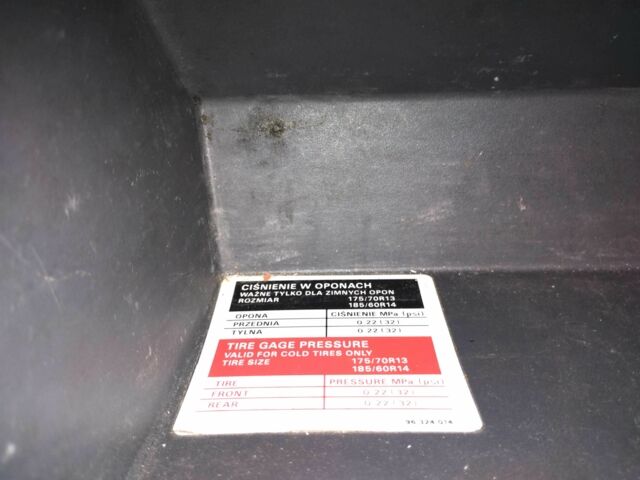 CIŚNIENIE W OPONACH
WAŻNE TYLKO DLA ZIMNYCH OPON
ROZMIAR 175/70R13
185/60R14
OPONA CIŚNIENIE MPa (psi)
PRZEDNIA 0.22 (32)
TYLNA 0.22 (32)
TIRE GAGE PRESSURE
VALID FOR COLD TIRES ONLY
TIRE SIZE 175/70R13
185/60R14
TIRE PRESSURE MPa (psi)
FRONT 0.22 (32)
REAR 0.22 (32)
96 324 014